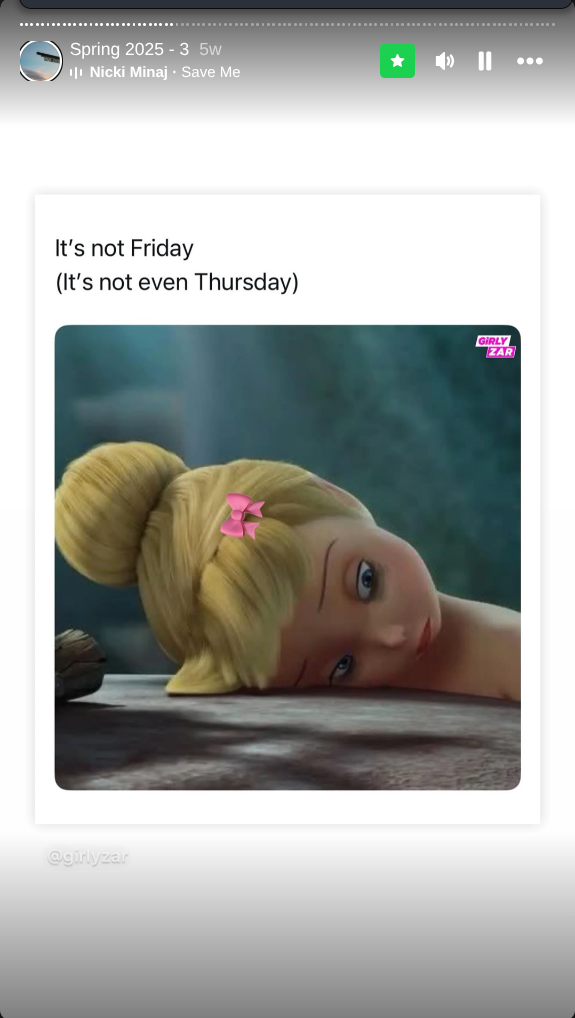 Spring 2025 - 3 5w
Nicki Minaj · Save Me
It's not Friday
(It's not even Thursday)
GIRLY
ZAR
@girlyzar